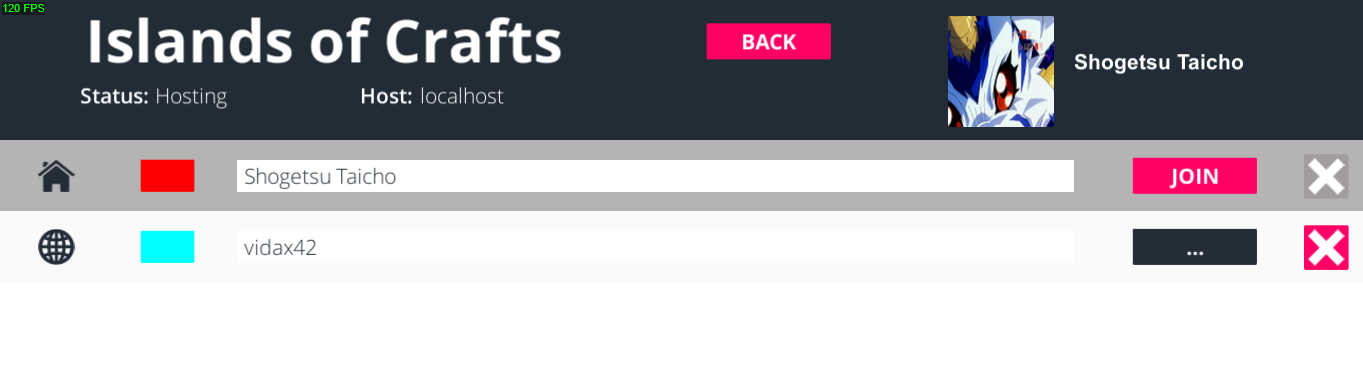 120 FPS
Islands of Crafts
BACK
Shogetsu Taicho
Status: Hosting
Host: localhost
Shogetsu Taicho
JOIN
vidax42
...